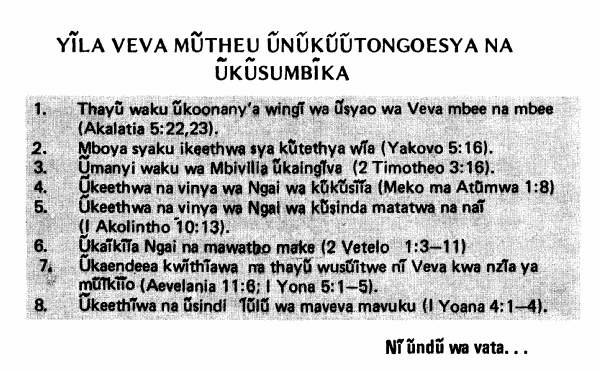 YĨLA VEVA MŨTHEU ŨNŨKŨŨTONGOESYA NA
ŨKŨSUMBĨKA
1. Thayũ waku ũkoonany'a wingĩ wa ũsyao wa Veva mbee na mbee
(Akalatia 5:22,23).
2. Mboya syaku ikeethwa sya kũtethya wĩa (Yakovo 5:16).
3. Ũmanyi waku wa Mbivilia ũkaingĩva (2 Timotheo 3:16).
4. Ũkeethwa na vinya wa Ngai wa kũkũsĩĩa (Meko ma Atũmwa 1:8)
5. Ũkeethwa na vinya wa Ngai wa kũsinda matatwa na naĩ
(I Akolintho 10:13).
6. Ũkaĩkĩĩa Ngai na mawatho make (2 Vetelo 1:3–11)
7. Ũkaendeea kwĩthĩawa na thayũ wusũĩtwe nĩ Veva kwa nzĩa ya
mũĩkĩĩo (Aevelania 11:6; I Yona 5:1–5).
8. Ũkeethĩwa na ũsindi ĩũlũ wa maveva mavuku (I Yoana 4:1–4).
Nĩ ũndũ wa vata...